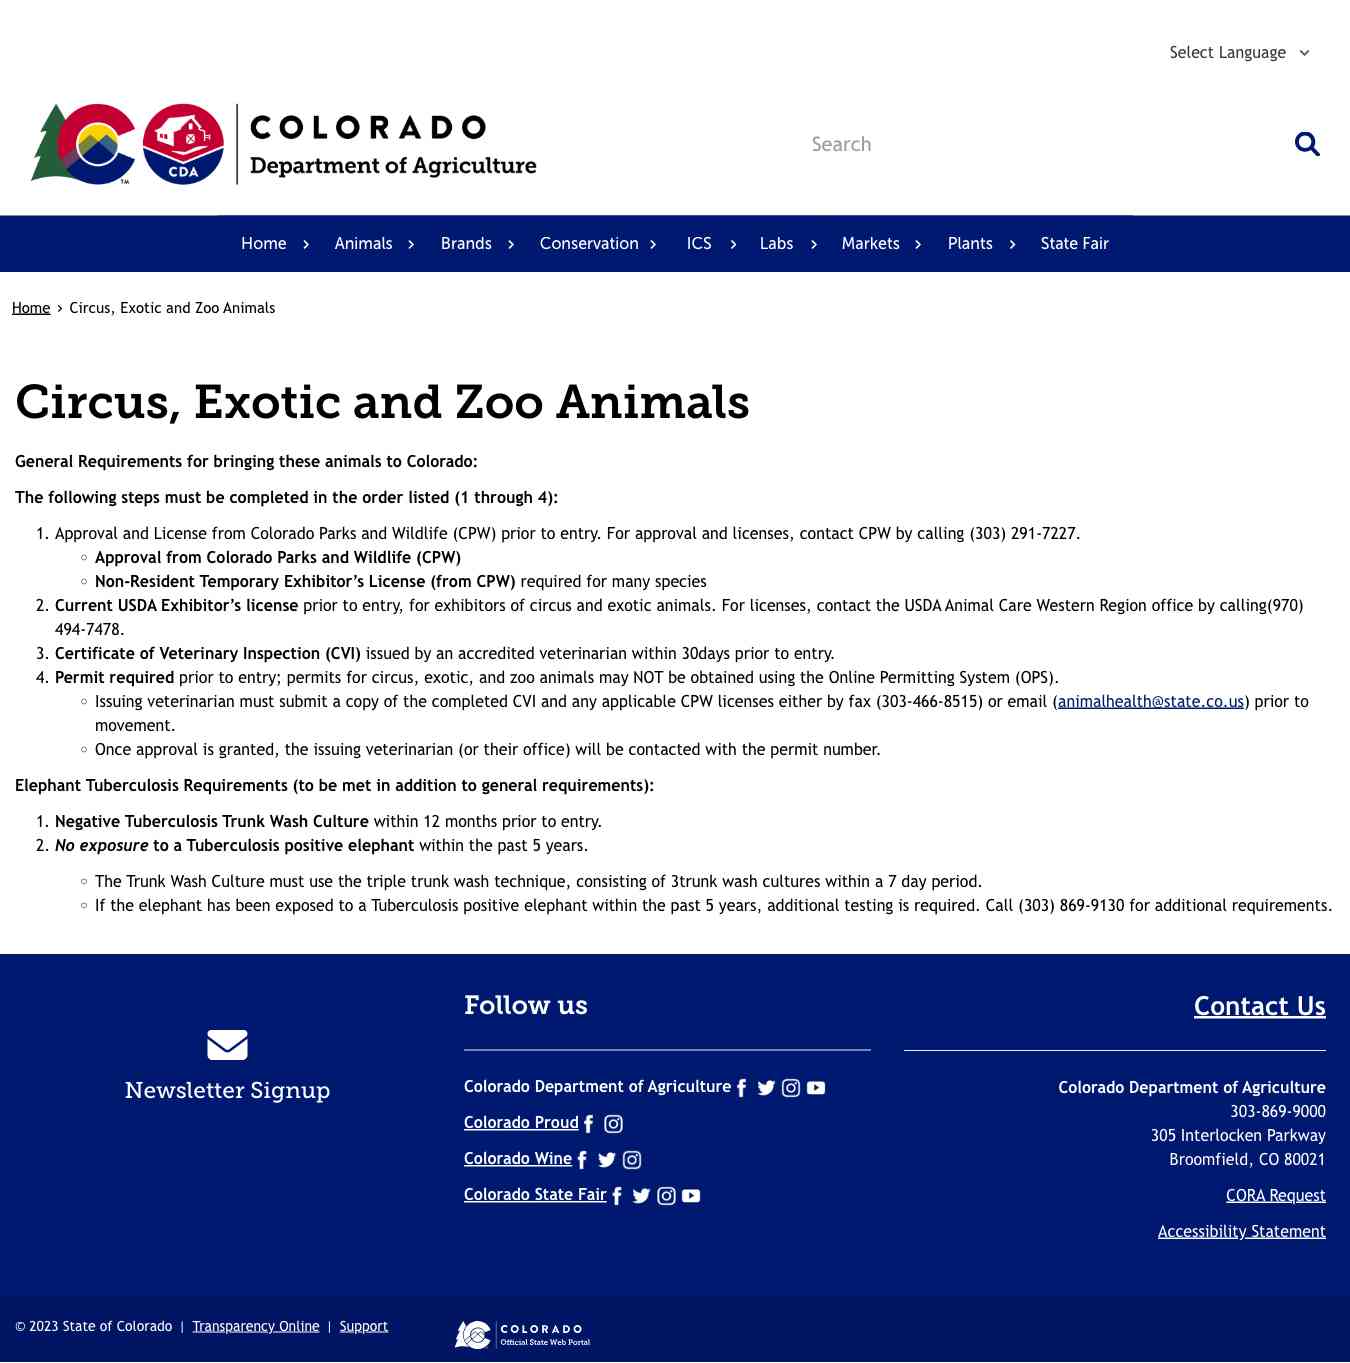 Select Language
CDA
TM
COLORADO
Department of Agriculture
Search
Home
Animals
Brands
Conservation
ICS
Labs
Markets
Plants
State Fair
Home › Circus, Exotic and Zoo Animals
Circus, Exotic and Zoo Animals
General Requirements for bringing these animals to Colorado:
The following steps must be completed in the order listed (1 through 4):
1. Approval and License from Colorado Parks and Wildlife (CPW) prior to entry. For approval and licenses, contact CPW by calling (303) 291-7227.
◦ Approval from Colorado Parks and Wildlife (CPW)
◦ Non-Resident Temporary Exhibitor’s License (from CPW) required for many species
2. Current USDA Exhibitor’s license prior to entry, for exhibitors of circus and exotic animals. For licenses, contact the USDA Animal Care Western Region office by calling(970)
494-7478.
3. Certificate of Veterinary Inspection (CVI) issued by an accredited veterinarian within 30days prior to entry.
4. Permit required prior to entry; permits for circus, exotic, and zoo animals may NOT be obtained using the Online Permitting System (OPS).
◦ Issuing veterinarian must submit a copy of the completed CVI and any applicable CPW licenses either by fax (303-466-8515) or email (animalhealth@state.co.us) prior to
movement.
◦ Once approval is granted, the issuing veterinarian (or their office) will be contacted with the permit number.
Elephant Tuberculosis Requirements (to be met in addition to general requirements):
1. Negative Tuberculosis Trunk Wash Culture within 12 months prior to entry.
2. No exposure to a Tuberculosis positive elephant within the past 5 years.
◦ The Trunk Wash Culture must use the triple trunk wash technique, consisting of 3trunk wash cultures within a 7 day period.
◦ If the elephant has been exposed to a Tuberculosis positive elephant within the past 5 years, additional testing is required. Call (303) 869-9130 for additional requirements.
Newsletter Signup
Follow us
Colorado Department of Agriculture
Colorado Proud
Colorado Wine
Colorado State Fair
Contact Us
Colorado Department of Agriculture
303-869-9000
305 Interlocken Parkway
Broomfield, CO 80021
CORA Request
Accessibility Statement
© 2023 State of Colorado | Transparency Online | Support
COLORADO
Official State Web Portal